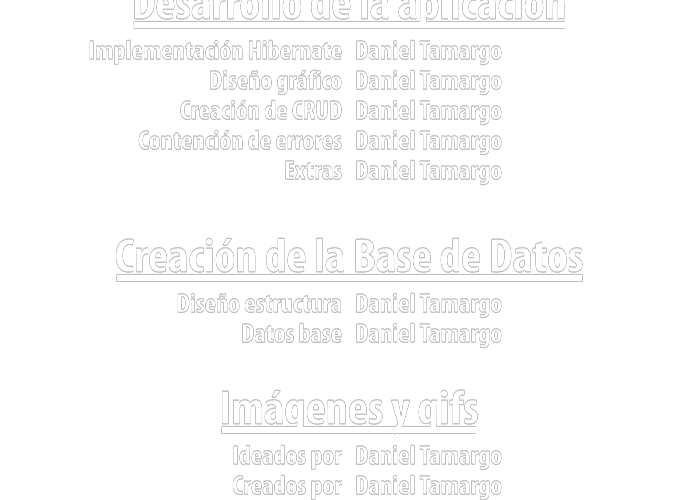 Desarrollo de la aplicación
Implementación Hibernate Daniel Tamargo
Diseño gráfico Daniel Tamargo
Creación de CRUD Daniel Tamargo
Contención de errores Daniel Tamargo
Extras Daniel Tamargo
Creación de la Base de Datos
Diseño estructura Daniel Tamargo
Datos base Daniel Tamargo
Imágenes y gifs
Ideados por Daniel Tamargo
Creados por Daniel Tamargo